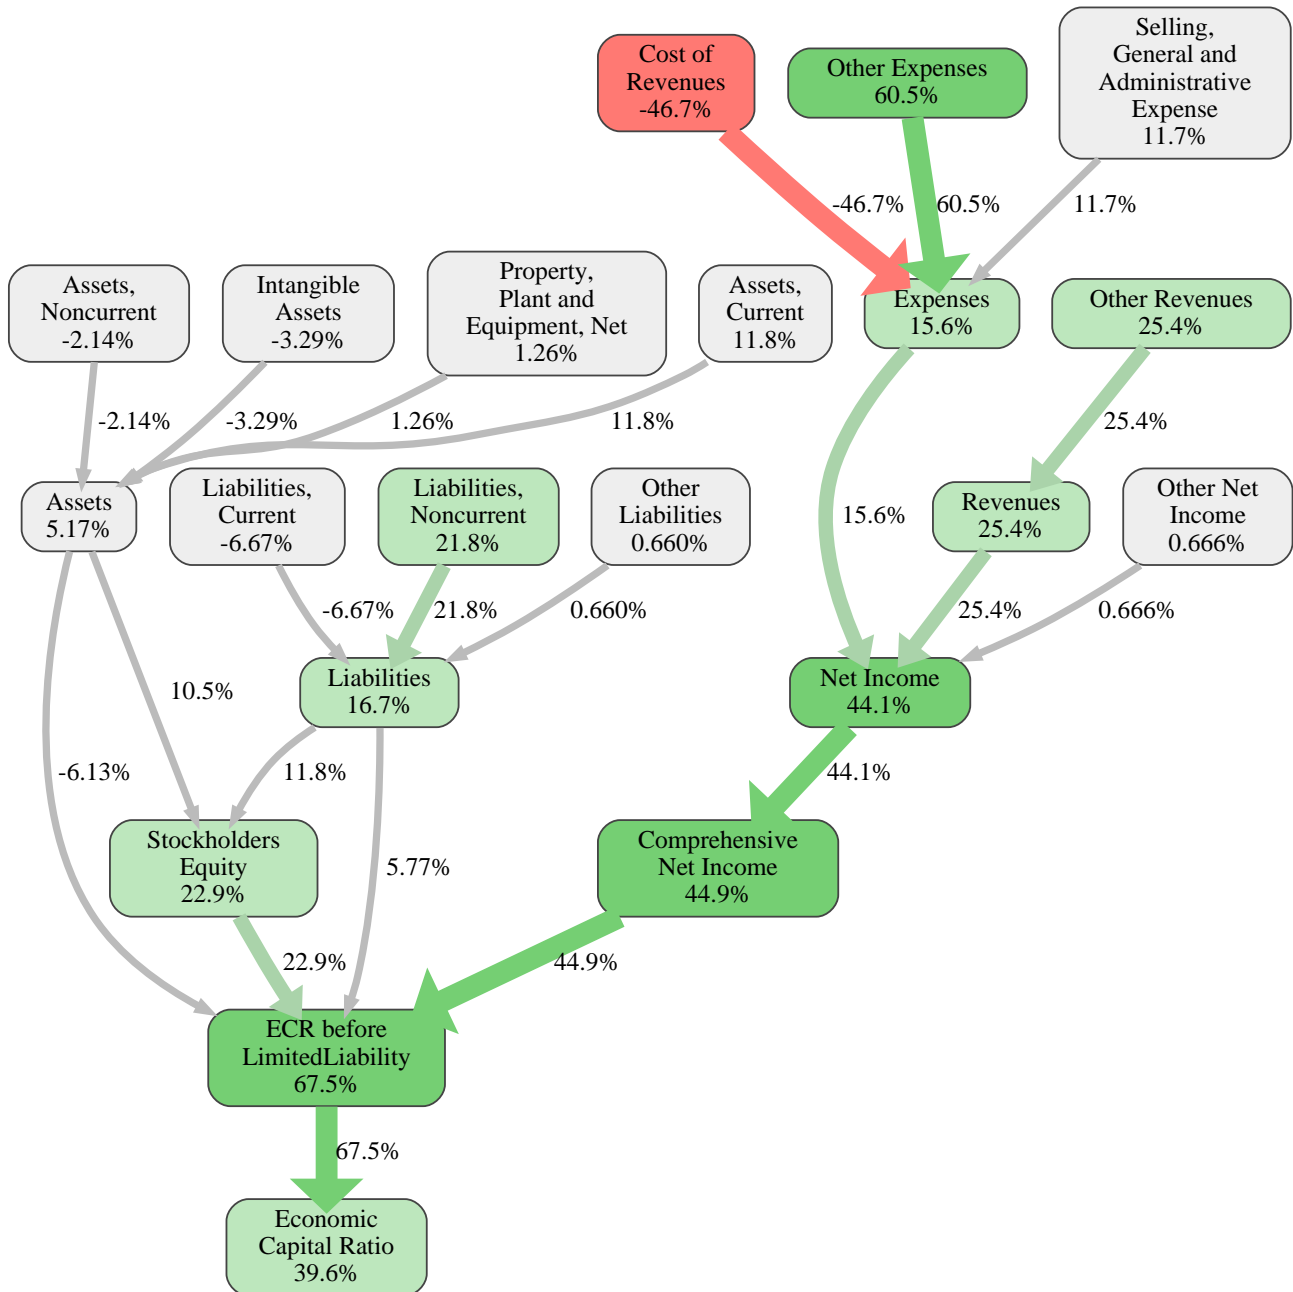 Selling,
General and
Administrative
Expense
11.7%
Cost of
Revenues
-46.7%
Other Expenses
60.5%
-46.7%
60.5%
11.7%
Assets,
Noncurrent
-2.14%
Intangible
Assets
-3.29%
Property,
Plant and
Equipment, Net
1.26%
Assets,
Current
11.8%
Expenses
15.6%
Other Revenues
25.4%
-2.14%
-3.29%
1.26%
11.8%
25.4%
Assets
5.17%
Liabilities,
Current
-6.67%
Liabilities,
Noncurrent
21.8%
Other
Liabilities
0.660%
15.6%
Revenues
25.4%
Other Net
Income
0.666%
-6.67%
21.8%
0.660%
25.4%
0.666%
10.5%
Liabilities
16.7%
Net Income
44.1%
-6.13%
11.8%
44.1%
Stockholders
Equity
22.9%
5.77%
Comprehensive
Net Income
44.9%
22.9%
44.9%
ECR before
LimitedLiability
67.5%
67.5%
Economic
Capital Ratio
39.6%